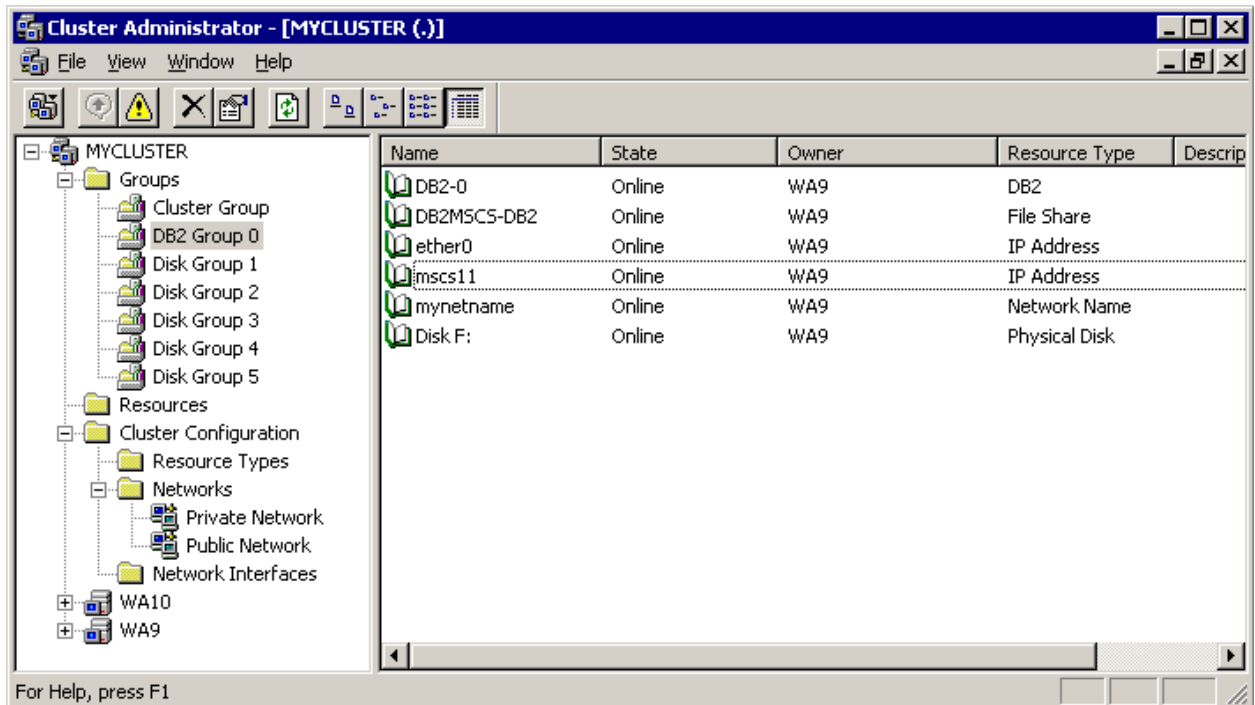 Cluster Administrator - [MYCLUSTER (.)]
File View Window Help
MYCLUSTER
Groups
Cluster Group
DB2 Group 0
Disk Group 1
Disk Group 2
Disk Group 3
Disk Group 4
Disk Group 5
Resources
Cluster Configuration
Resource Types
Networks
Private Network
Public Network
Network Interfaces
WA10
WA9
Name State Owner Resource Type Descrip
DB2-0 Online WA9 DB2
DB2MSCS-DB2 Online WA9 File Share
ether0 Online WA9 IP Address
mscs11 Online WA9 IP Address
mynetname Online WA9 Network Name
Disk F: Online WA9 Physical Disk
For Help, press F1